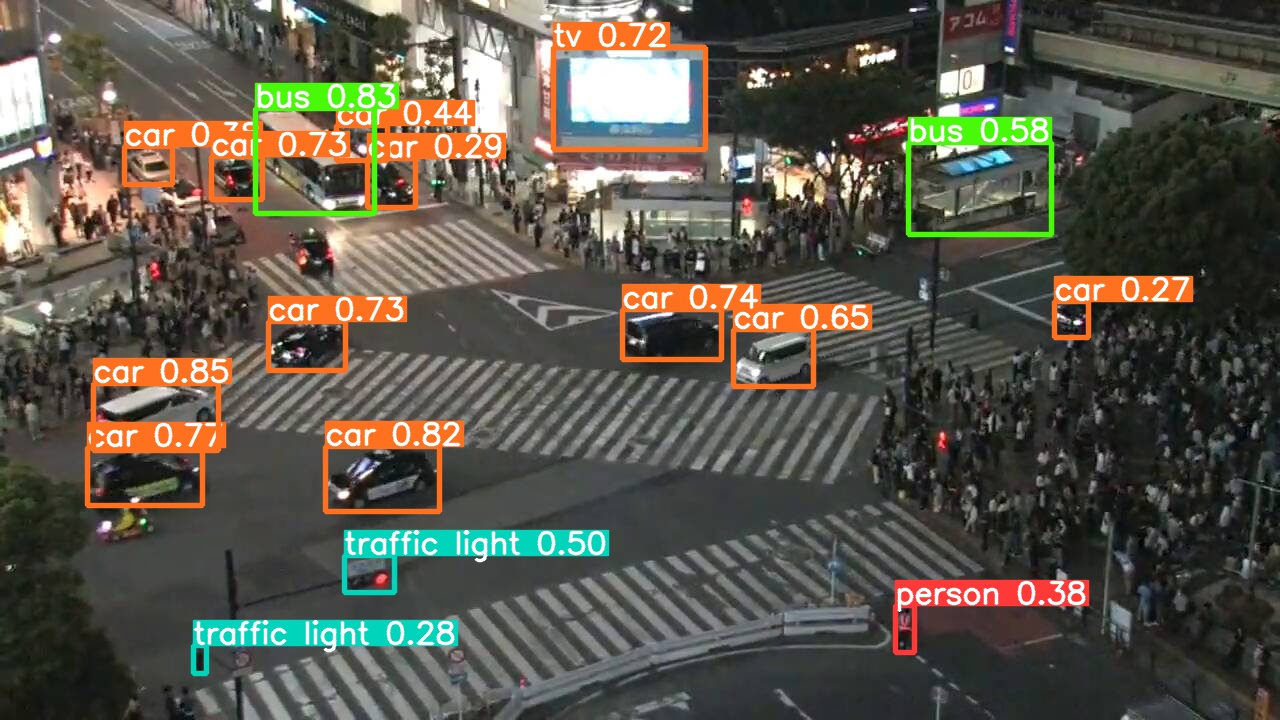 tv 0.72
bus 0.83
car 0.44
car 0.73
car 0.29
bus 0.58
アコム
JR
car 0.27
car 0.74
car 0.73
car 0.65
car 0.85
car 0.77
car 0.82
traffic light 0.50
person 0.38
traffic light 0.28